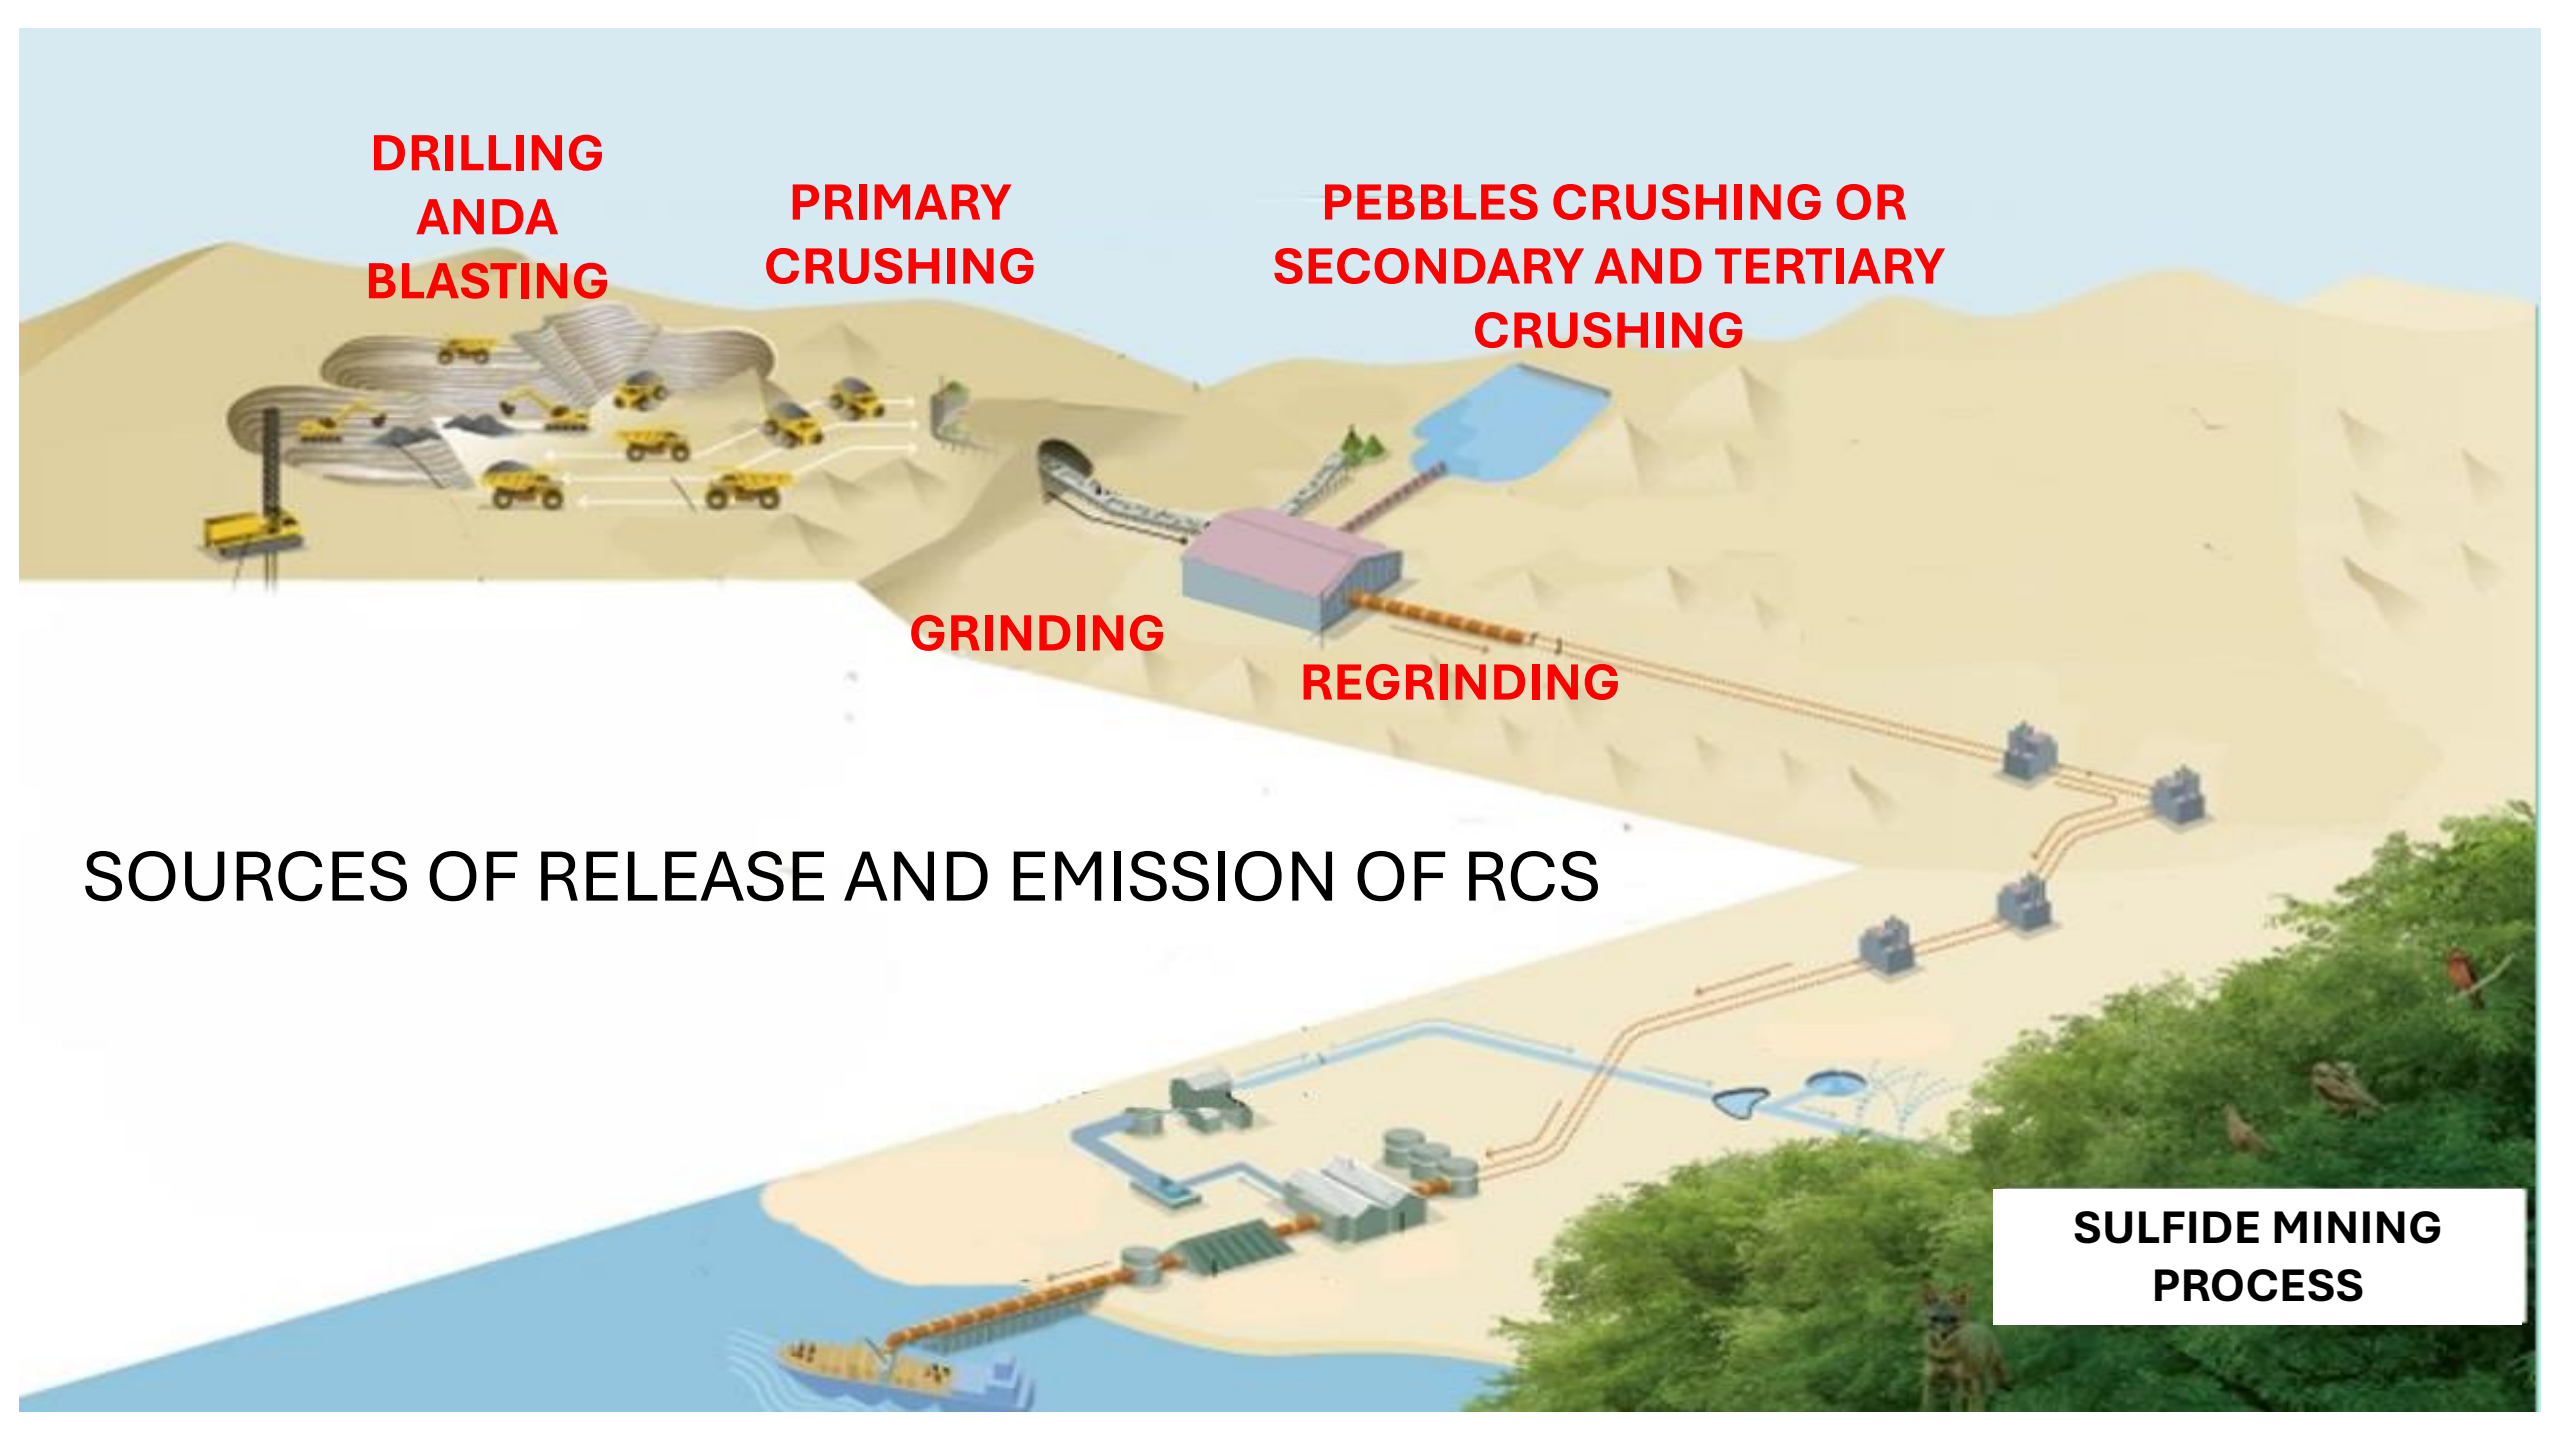 DRILLING
ANDA
BLASTING
PRIMARY
CRUSHING
PEBBLES CRUSHING OR
SECONDARY AND TERTIARY
CRUSHING
GRINDING
REGRINDING
SOURCES OF RELEASE AND EMISSION OF RCS
SULFIDE MINING
PROCESS